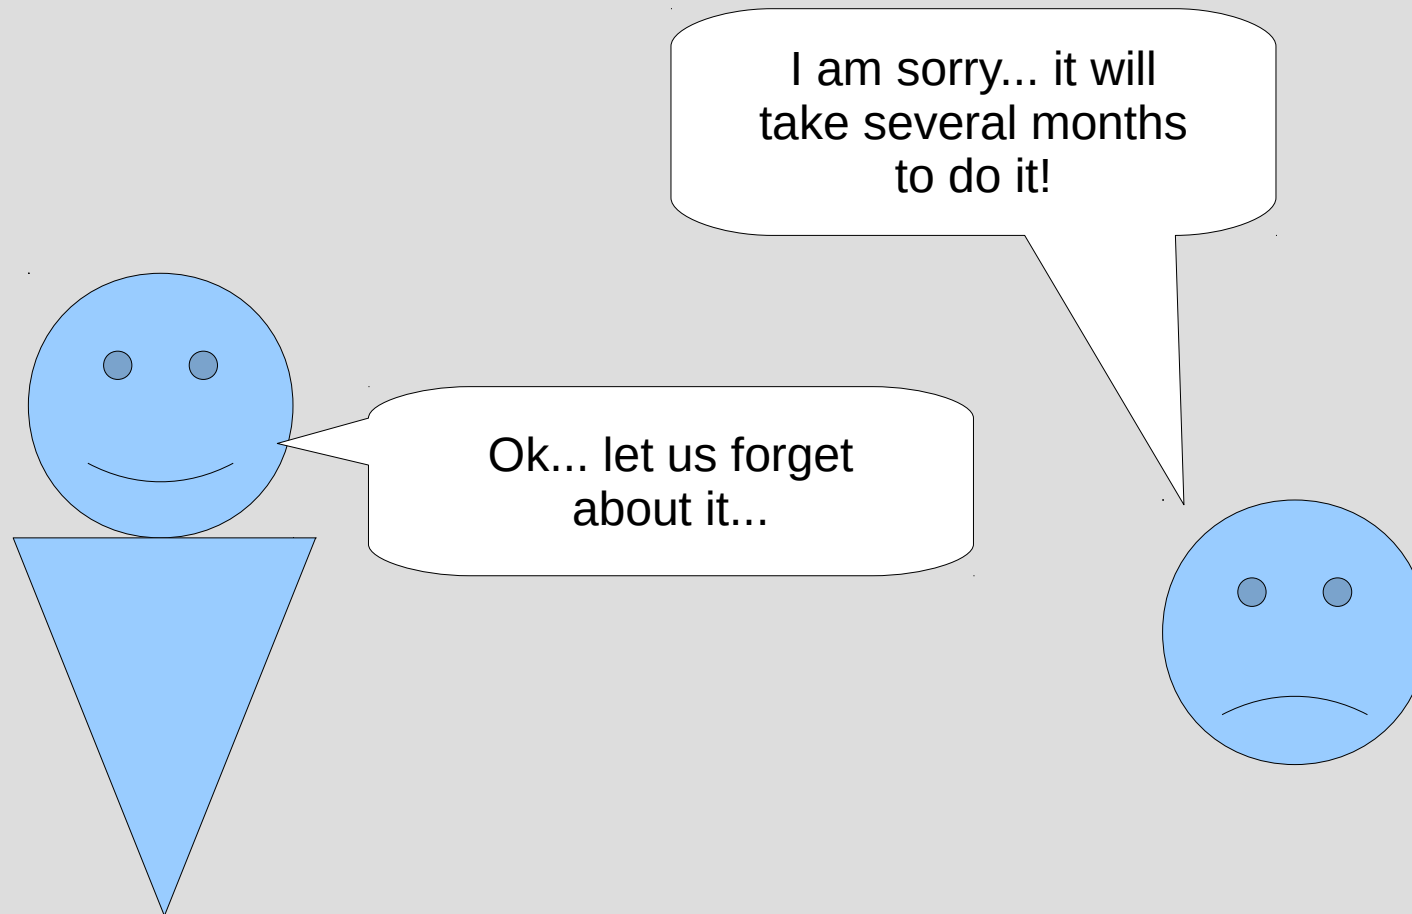 I am sorry... it will
take several months
to do it!
Ok... let us forget
about it...